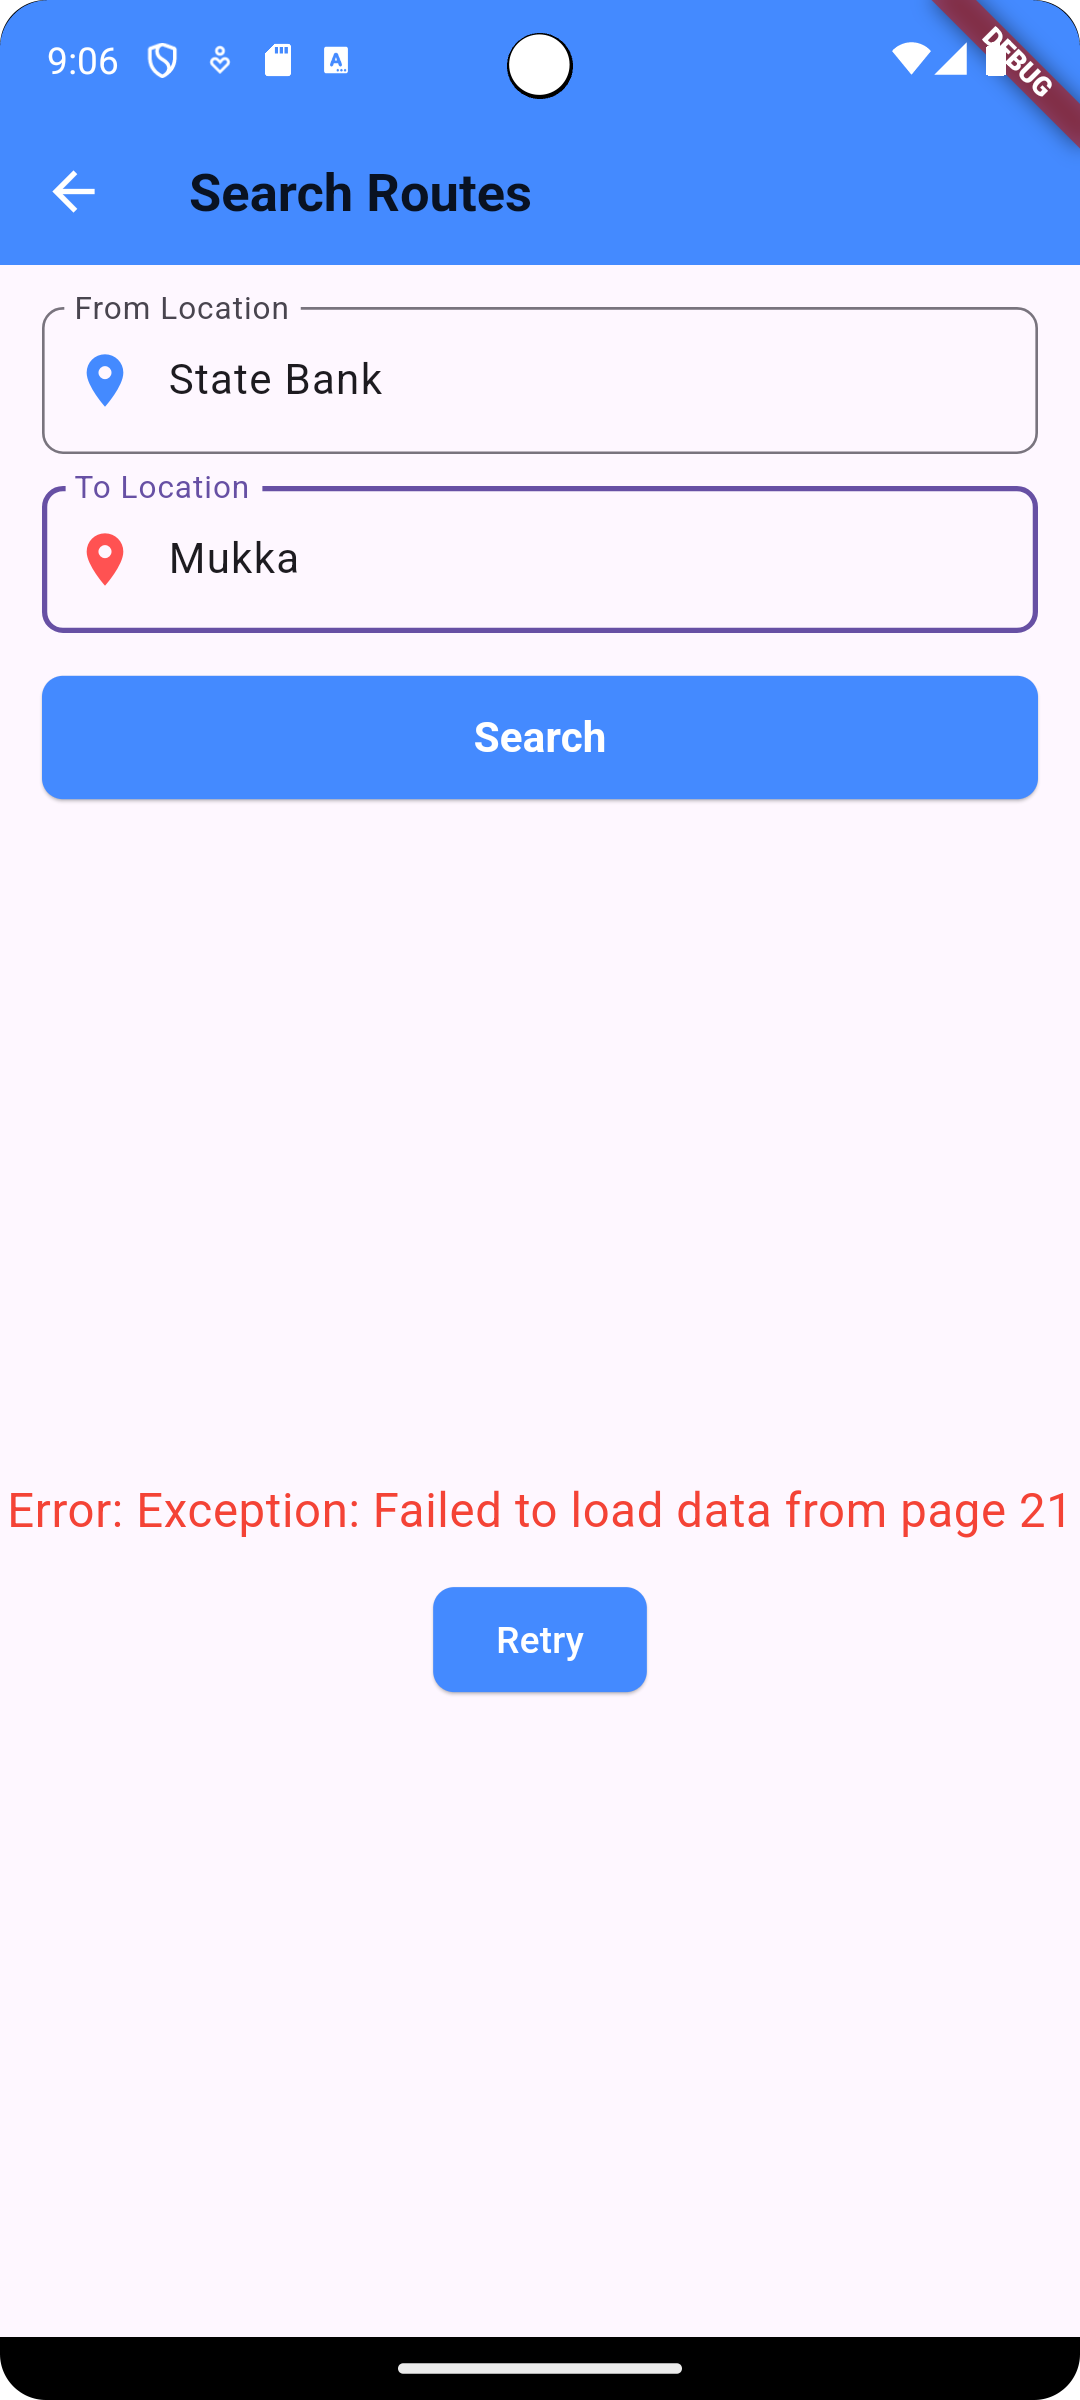 9:06
DEBUG
Search Routes
From Location
State Bank
To Location
Mukka
Search
Error: Exception: Failed to load data from page 21
Retry